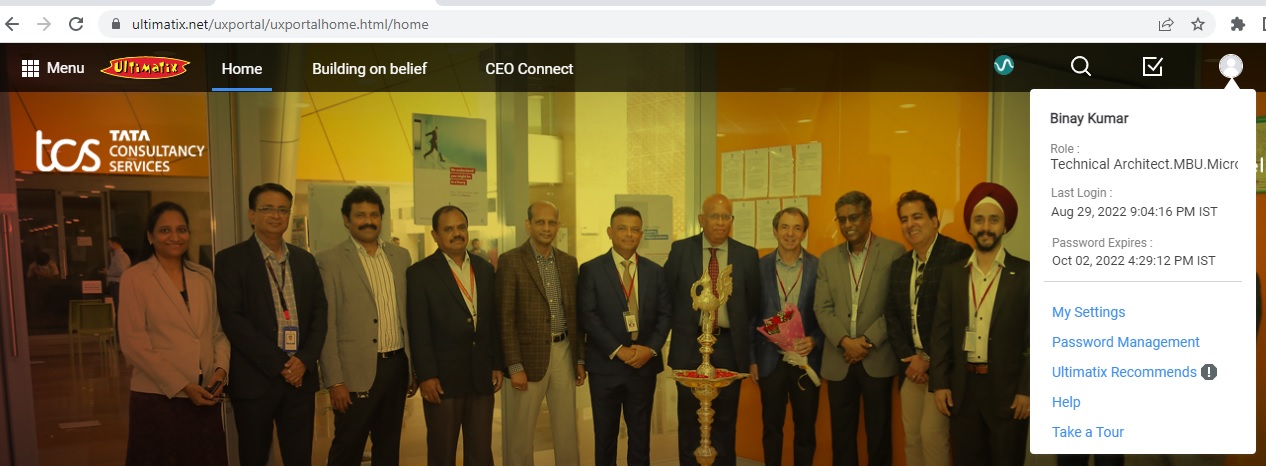 ultimatix.net/uxportal/uxportalhome.html/home
Menu
Ultimatix
Home
Building on belief
CEO Connect
tcs
TATA
CONSULTANCY
SERVICES
Binay Kumar
Role :
Technical Architect.MBU.Micro
Last Login :
Aug 29, 2022 9:04:16 PM IST
Password Expires :
Oct 02, 2022 4:29:12 PM IST
My Settings
Password Management
Ultimatix Recommends
Help
Take a Tour